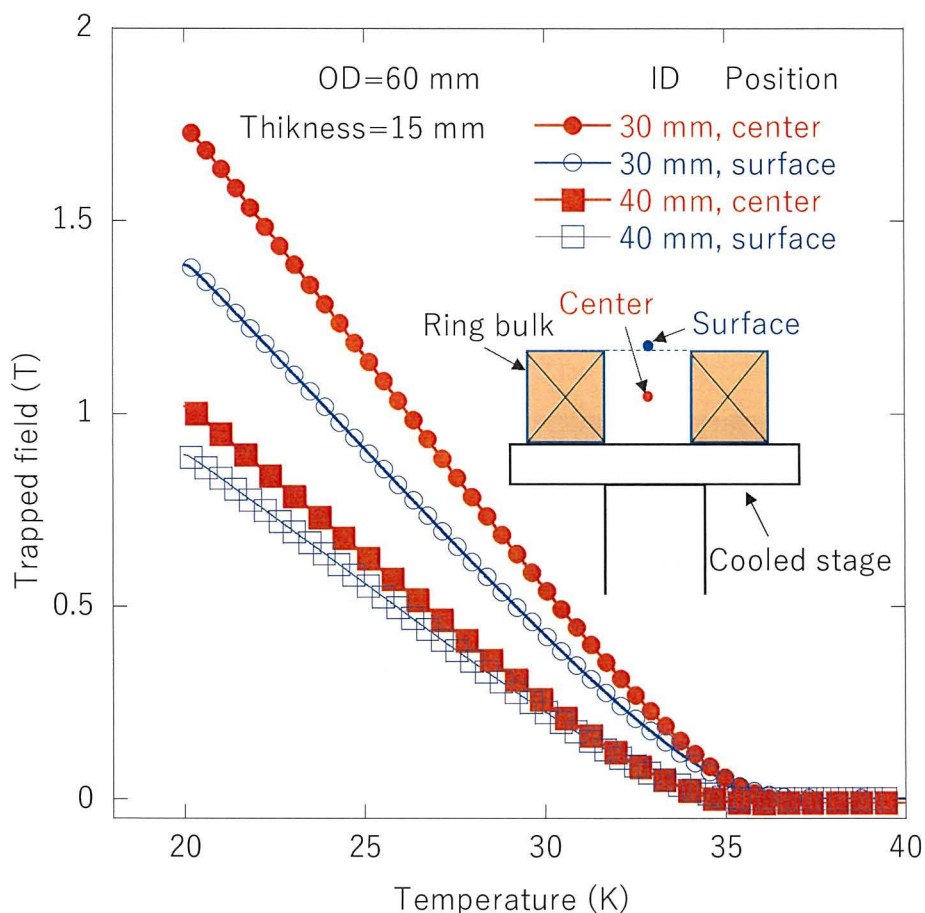 2
1.5
1
0.5
0
20
25
30
35
40
Trapped field (T)
Temperature (K)
OD=60 mm
Thikness=15 mm
ID Position
30 mm, center
30 mm, surface
40 mm, center
40 mm, surface
Center
Ring bulk
Surface
Cooled stage